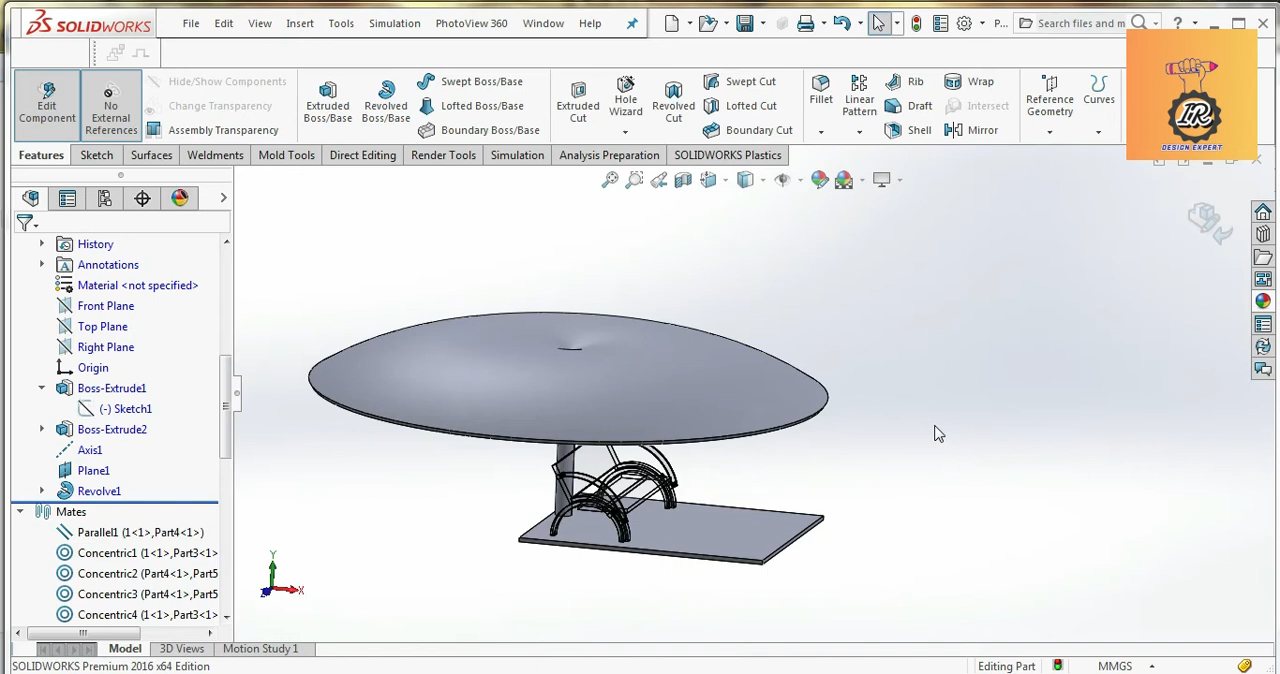 SOLIDWORKS File Edit View Insert Tools Simulation PhotoView 360 Window Help P... Search files and m ?
Edit Component
No External References
Hide/Show Components
Change Transparency
Assembly Transparency
Extruded Boss/Base
Revolved Boss/Base
Swept Boss/Base
Lofted Boss/Base
Boundary Boss/Base
Extruded Cut
Hole Wizard
Revolved Cut
Swept Cut
Lofted Cut
Boundary Cut
Fillet
Linear Pattern
Rib
Draft
Shell
Wrap
Intersect
Mirror
Reference Geometry
Curves
IR
DESIGN EXPERT
Features Sketch Surfaces Weldments Mold Tools Direct Editing Render Tools Simulation Analysis Preparation SOLIDWORKS Plastics
History
Annotations
Material <not specified>
Front Plane
Top Plane
Right Plane
Origin
Boss-Extrude1
(-) Sketch1
Boss-Extrude2
Axis1
Plane1
Revolve1
Mates
Parallel1 (1<1>,Part4<1>)
Concentric1 (1<1>,Part3<1>
Concentric2 (Part4<1>,Part5
Concentric3 (Part4<1>,Part5
Concentric4 (1<1>,Part3<1>
Y
X
Z
Model 3D Views Motion Study 1
SOLIDWORKS Premium 2016 x64 Edition Editing Part MMGS